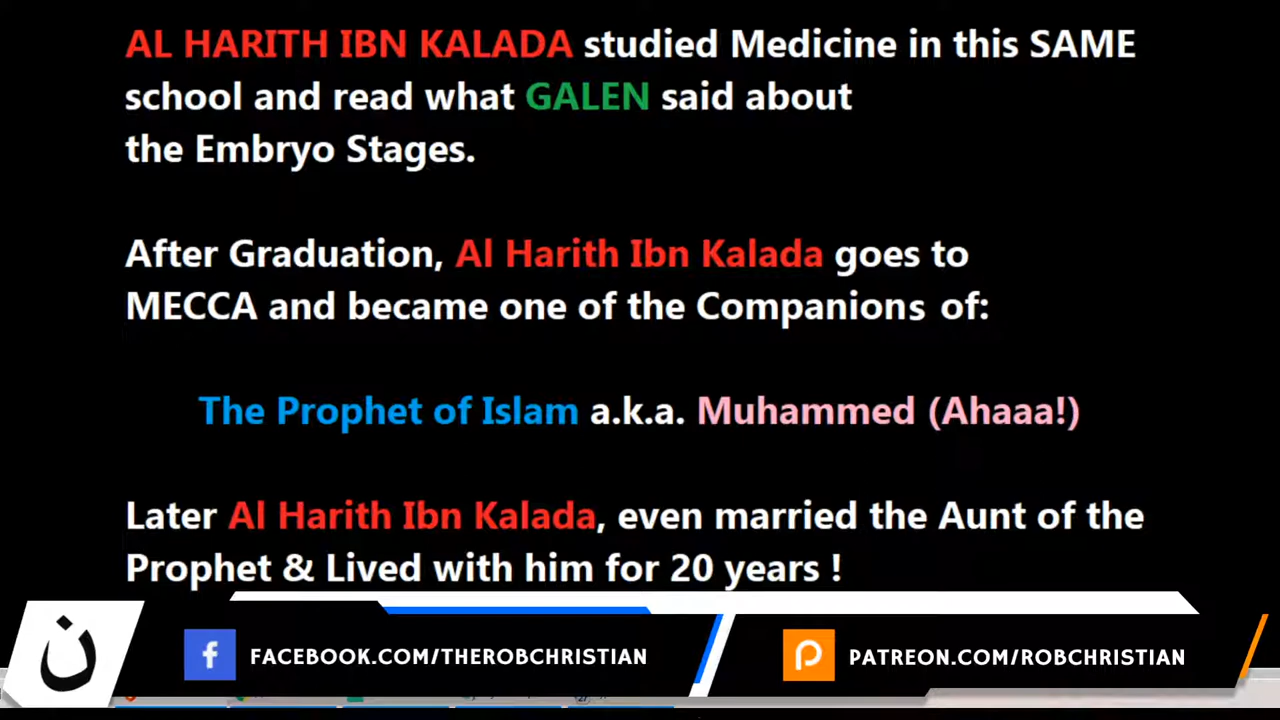 AL HARITH IBN KALADA studied Medicine in this SAME
school and read what GALEN said about
the Embryo Stages.
After Graduation, Al Harith Ibn Kalada goes to
MECCA and became one of the Companions of:
The Prophet of Islam a.k.a. Muhammed (Ahaaa!)
Later Al Harith Ibn Kalada, even married the Aunt of the
Prophet & Lived with him for 20 years !
ن
f FACEBOOK.COM/THEROBCHRISTIAN
PATREON.COM/ROBCHRISTIAN